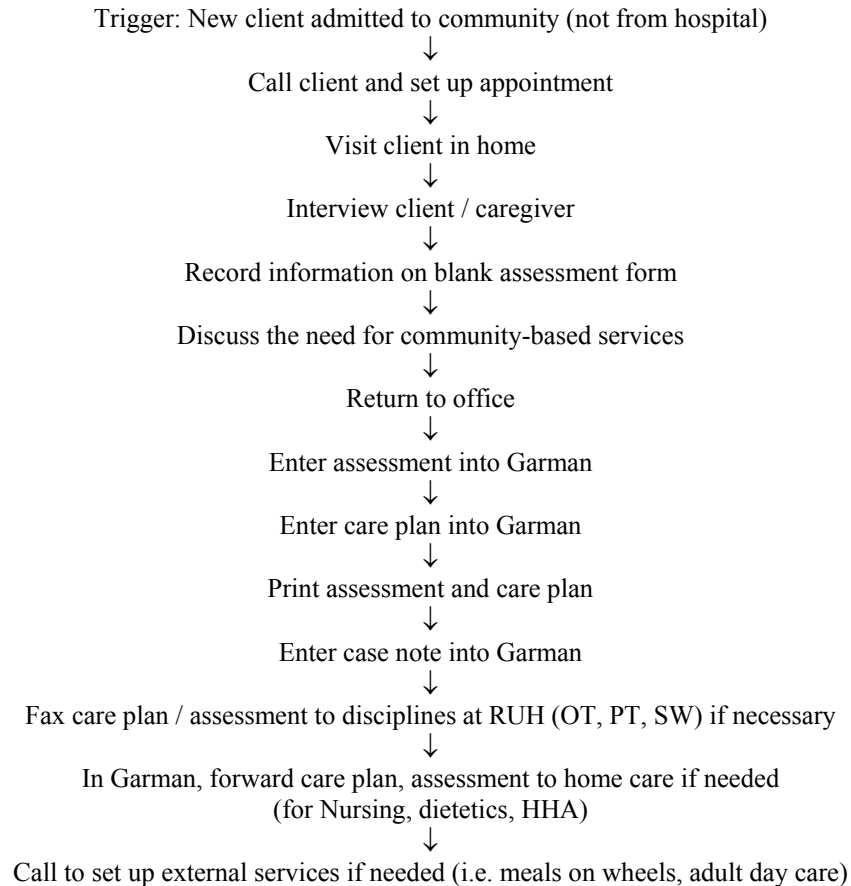 Trigger: New client admitted to community (not from hospital)
↓
Call client and set up appointment
↓
Visit client in home
↓
Interview client / caregiver
↓
Record information on blank assessment form
↓
Discuss the need for community-based services
↓
Return to office
↓
Enter assessment into Garman
↓
Enter care plan into Garman
↓
Print assessment and care plan
↓
Enter case note into Garman
↓
Fax care plan / assessment to disciplines at RUH (OT, PT, SW) if necessary
↓
In Garman, forward care plan, assessment to home care if needed
(for Nursing, dietetics, HHA)
↓
Call to set up external services if needed (i.e. meals on wheels, adult day care)